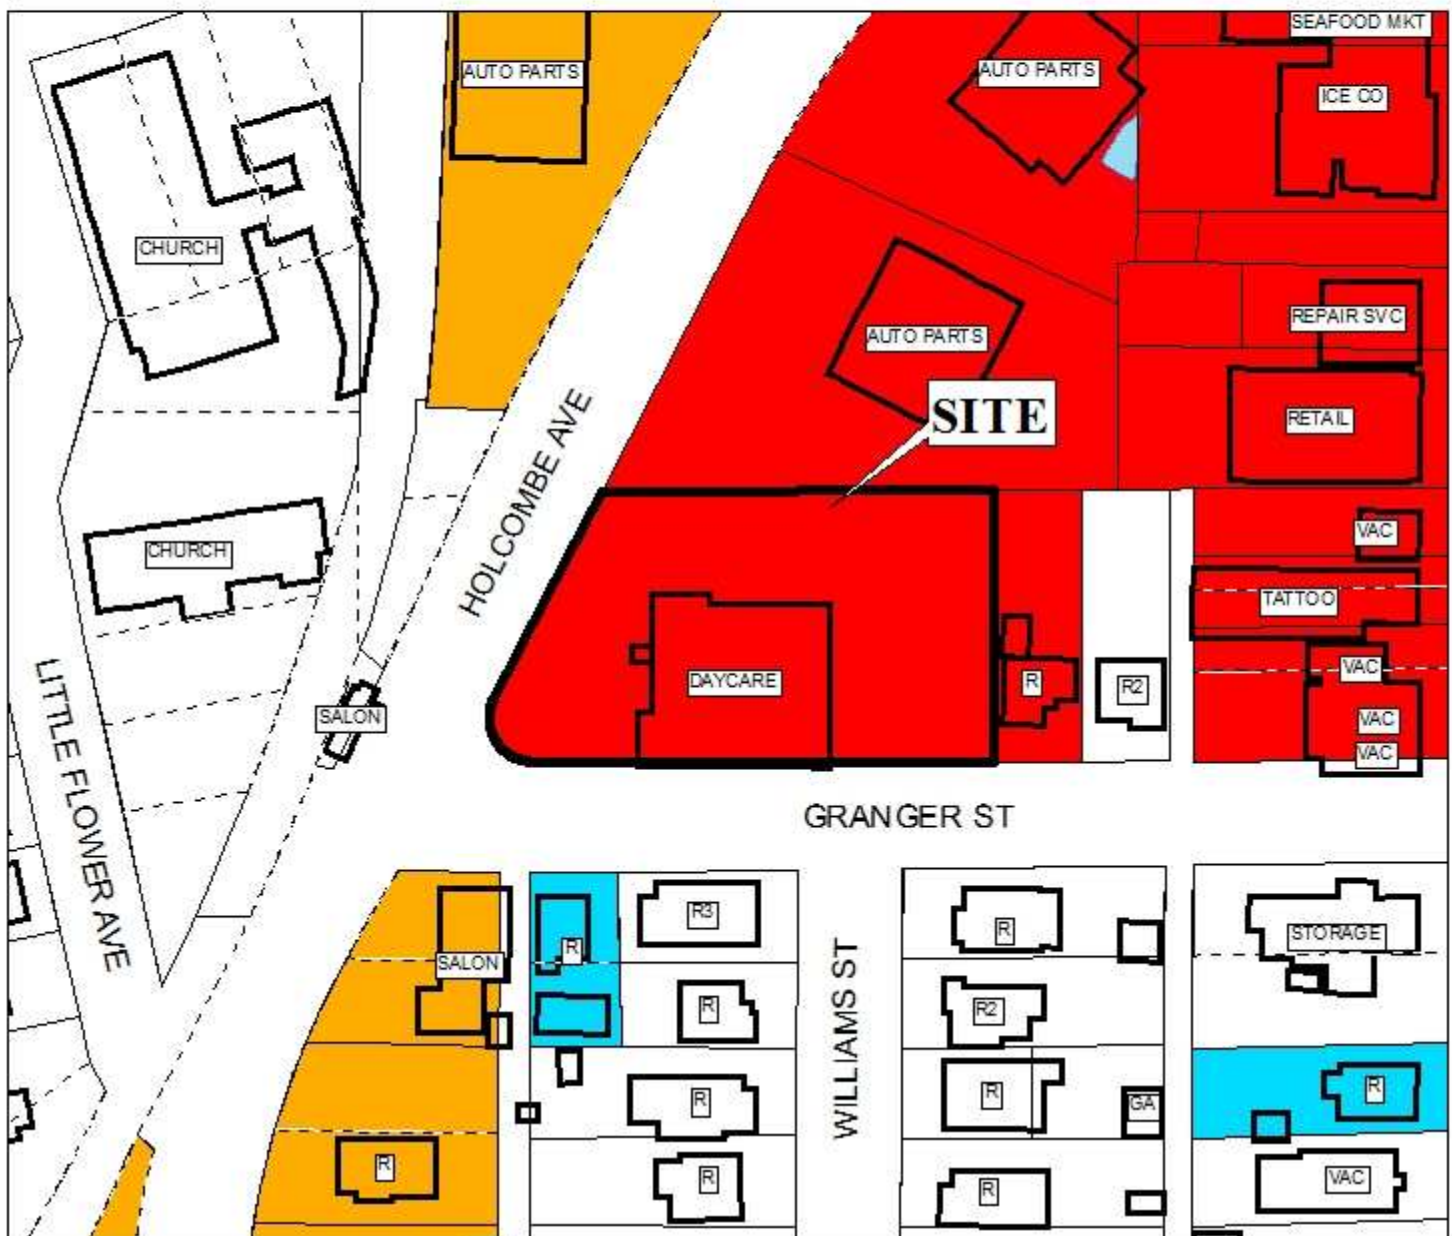 SEAFOOD MKT
AUTO PARTS
AUTO PARTS
ICE CO
CHURCH
REPAIR SVC
AUTO PARTS
SITE
RETAIL
HOLCOMBE AVE
VAC
CHURCH
TATTOO
VAC
DAYCARE
R
R2
SALON
VAC
VAC
LITTLE FLOWER AVE
GRANGER ST
R3
R
R
STORAGE
SALON
R
R2
WILLIAMS ST
R
R
R
GA
R
R
R
VAC